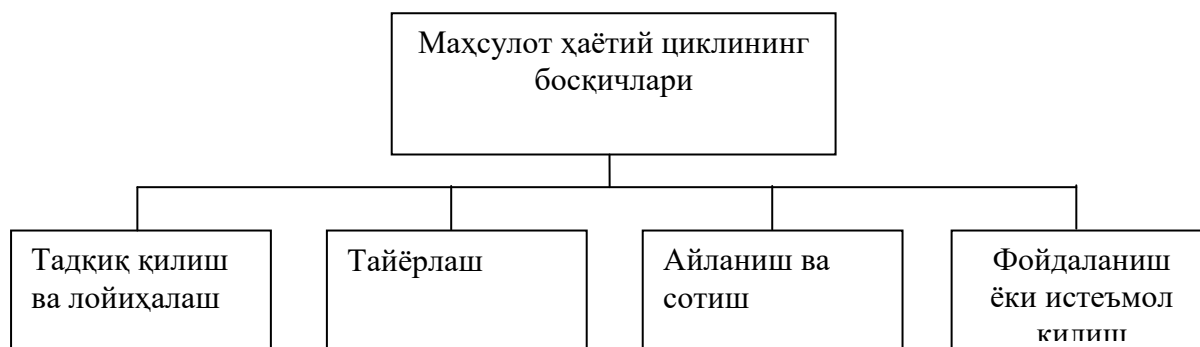 Маҳсулот ҳаётий циклининг
босқичлари
Тадқиқ қилиш
ва лойиҳалаш
Тайёрлаш
Айланиш ва
сотиш
Фойдаланиш
ёки истеъмол
қилиш